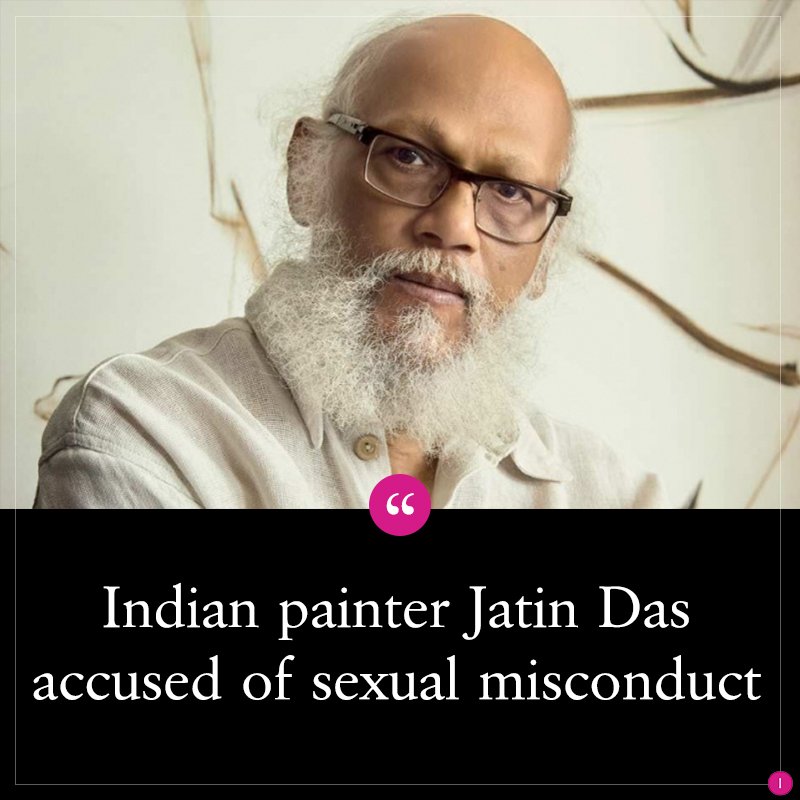 “
Indian painter Jatin Das
accused of sexual misconduct